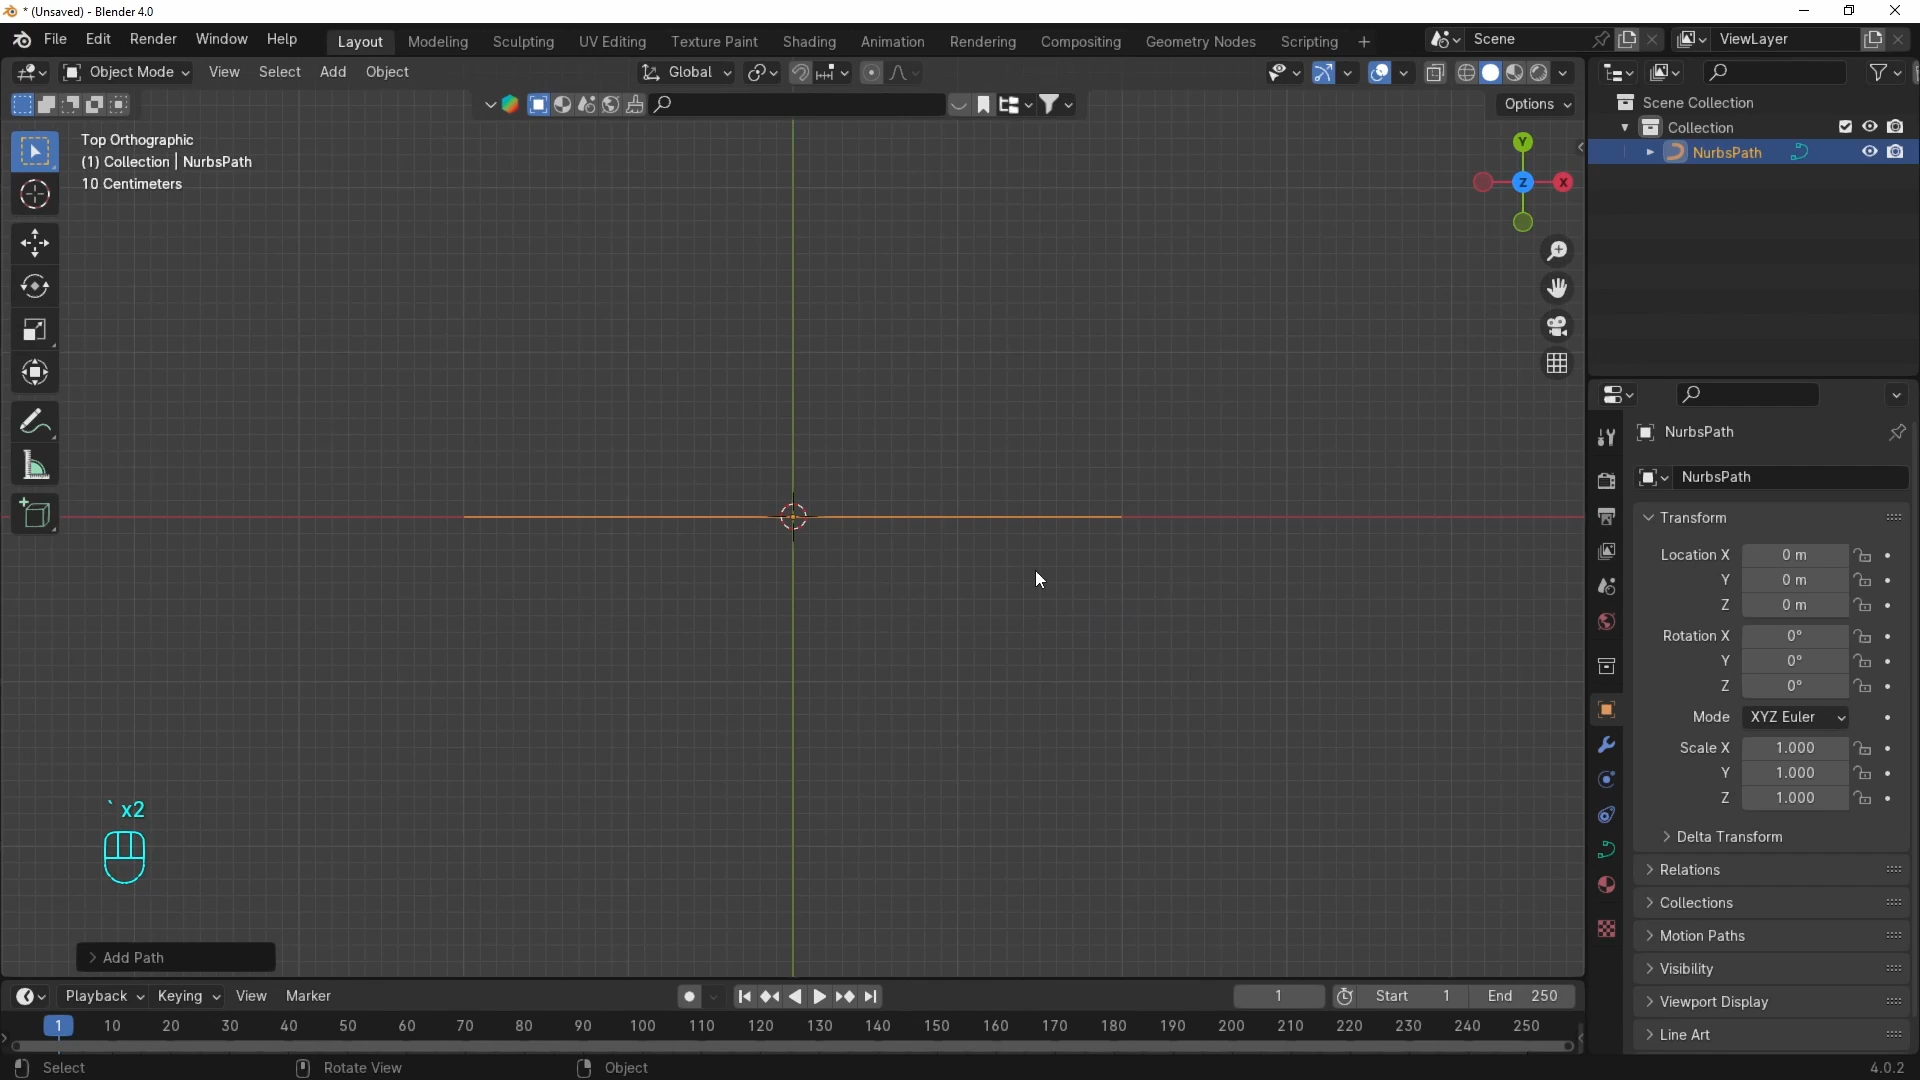 * (Unsaved) - Blender 4.0
File Edit Render Window Help Layout Modeling Sculpting UV Editing Texture Paint Shading Animation Rendering Compositing Geometry Nodes Scripting + Scene ViewLayer
Object Mode View Select Add Object Global
Options
Scene Collection
Collection
NurbsPath
Top Orthographic
(1) Collection | NurbsPath
10 Centimeters
Y
Z
X
NurbsPath
NurbsPath
Transform
Location X 0 m
Y 0 m
Z 0 m
Rotation X 0°
Y 0°
Z 0°
Mode XYZ Euler
Scale X 1.000
Y 1.000
Z 1.000
Delta Transform
Relations
Collections
Motion Paths
Visibility
Viewport Display
Line Art
` x2
Add Path
Playback Keying View Marker 1 Start 1 End 250
1 10 20 30 40 50 60 70 80 90 100 110 120 130 140 150 160 170 180 190 200 210 220 230 240 250
Select Rotate View Object 4.0.2